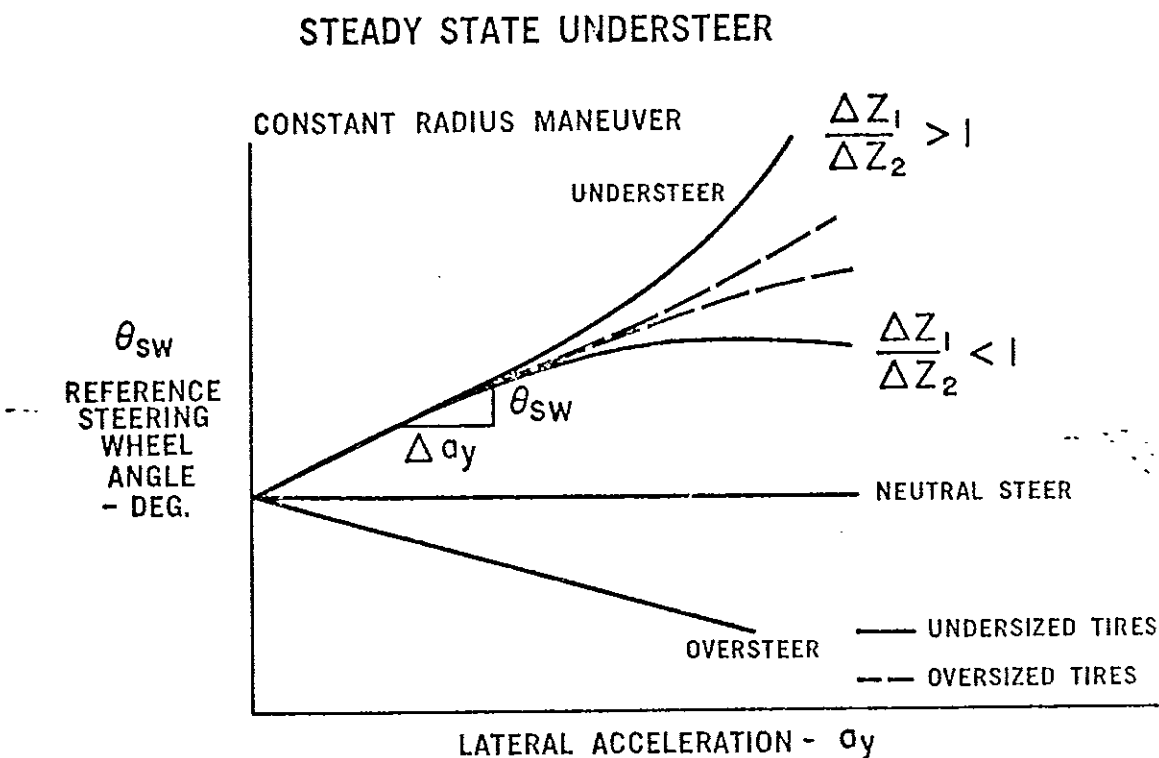 STEADY STATE UNDERSTEER
CONSTANT RADIUS MANEUVER
ΔZ₁
ΔZ₂
> 1
UNDERSTEER
θSW
REFERENCE
STEERING
WHEEL
ANGLE
- DEG.
ΔZ₁
ΔZ₂
< 1
θSW
Δ ay
NEUTRAL STEER
OVERSTEER
UNDERSIZED TIRES
OVERSIZED TIRES
LATERAL ACCELERATION - ay